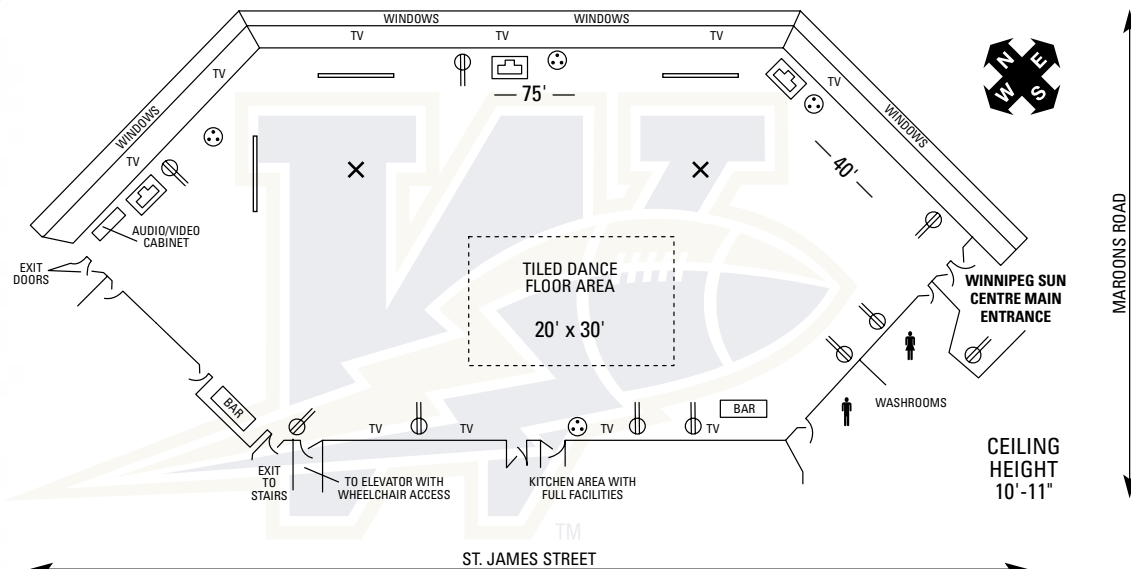 WINDOWS WINDOWS
TV TV TV
TV
TV
WINDOWS
WINDOWS
N E
W S
75'
40'
TV
AUDIO/VIDEO
CABINET
EXIT
DOORS
TILED DANCE
FLOOR AREA
20' x 30'
WINNIPEG SUN
CENTRE MAIN
ENTRANCE
MAROONS ROAD
BAR
BAR
WASHROOMS
TV TV TV TV
EXIT
TO
STAIRS
TO ELEVATOR WITH
WHEELCHAIR ACCESS
KITCHEN AREA WITH
FULL FACILITIES
CEILING
HEIGHT
10'-11"
W
TM
ST. JAMES STREET